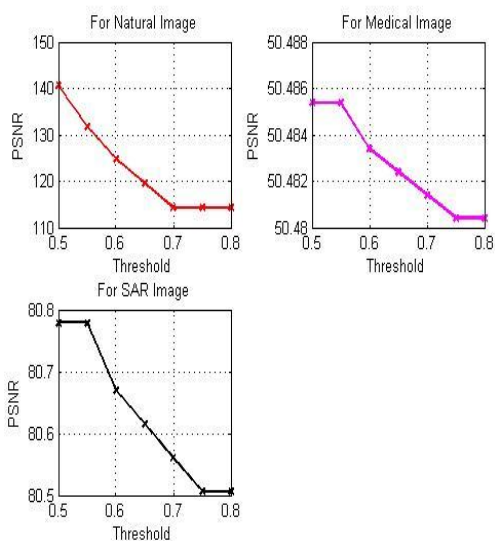 For Natural Image
150
140
130
120
110
PSNR
0.5 0.6 0.7 0.8
Threshold
For Medical Image
50.488
50.486
50.484
50.482
50.48
PSNR
0.5 0.6 0.7 0.8
Threshold
For SAR Image
80.8
80.7
80.6
80.5
PSNR
0.5 0.6 0.7 0.8
Threshold